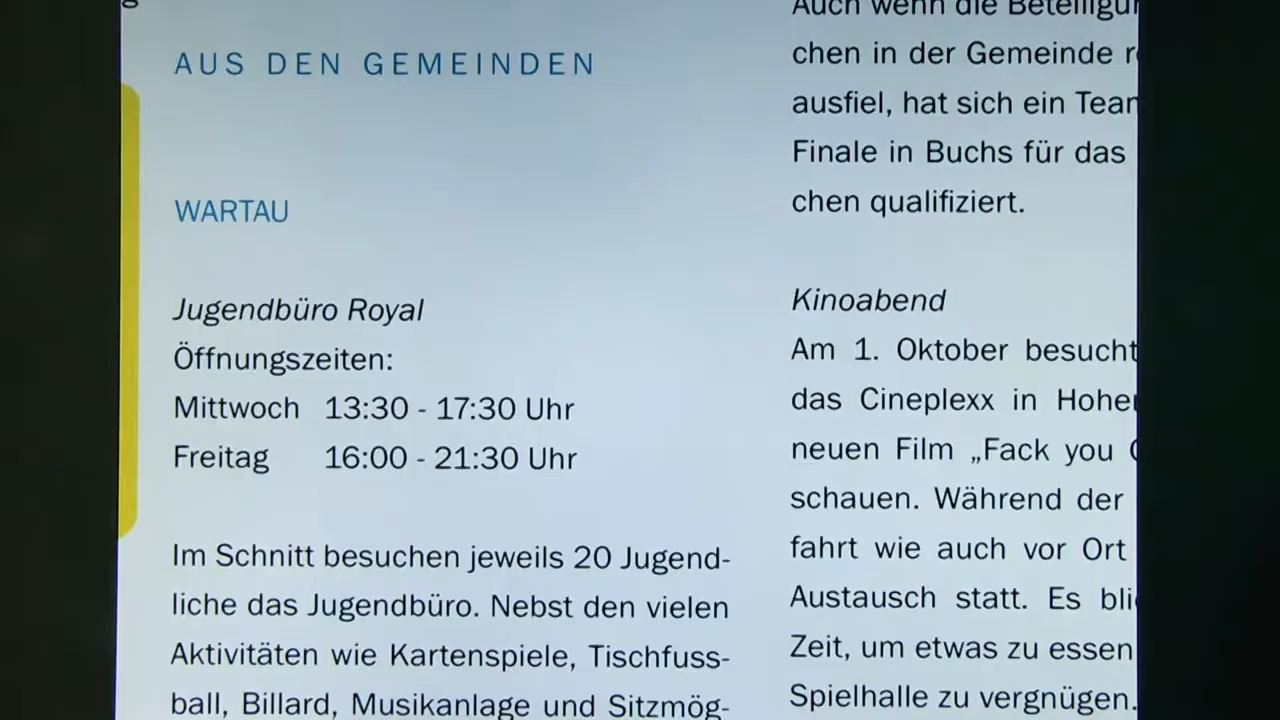 AUS DEN GEMEINDEN
WARTAU
Jugendbüro Royal
Öffnungszeiten:
Mittwoch 13:30 - 17:30 Uhr
Freitag 16:00 - 21:30 Uhr
Im Schnitt besuchen jeweils 20 Jugend-
liche das Jugendbüro. Nebst den vielen
Aktivitäten wie Kartenspiele, Tischfuss-
ball, Billard, Musikanlage und Sitzmög-
Auch wenn die
chen in der Gemeinde
ausfiel, hat sich ein
Finale in Buchs für das
chen qualifiziert.
Kinoabend
Am 1. Oktober besucht
das Cineplexx in
neuen Film „Fack you
schauen. Während der
fahrt wie auch vor Ort
Austausch statt. Es
Zeit, um etwas zu essen
Spielhalle zu vergnügen.